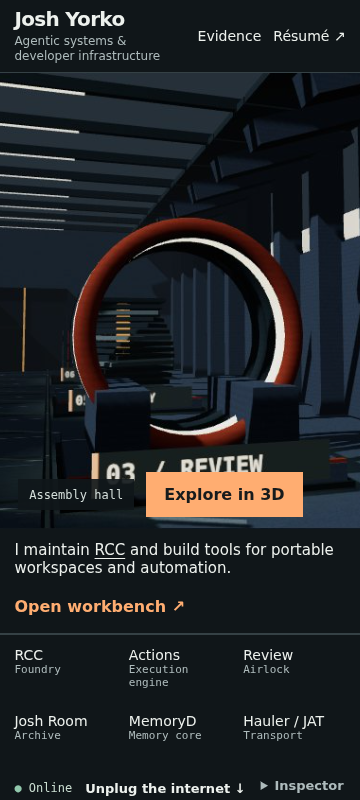 Josh Yorko
Agentic systems &
developer infrastructure
Evidence
Résumé ↗
06
03 / REVIEW
Assembly hall
Explore in 3D
I maintain RCC and build tools for portable
workspaces and automation.
Open workbench ↗
RCC
Foundry
Actions
Execution
engine
Review
Airlock
Josh Room
Archive
MemoryD
Memory core
Hauler / JAT
Transport
Online
Unplug the internet ↓
Inspector